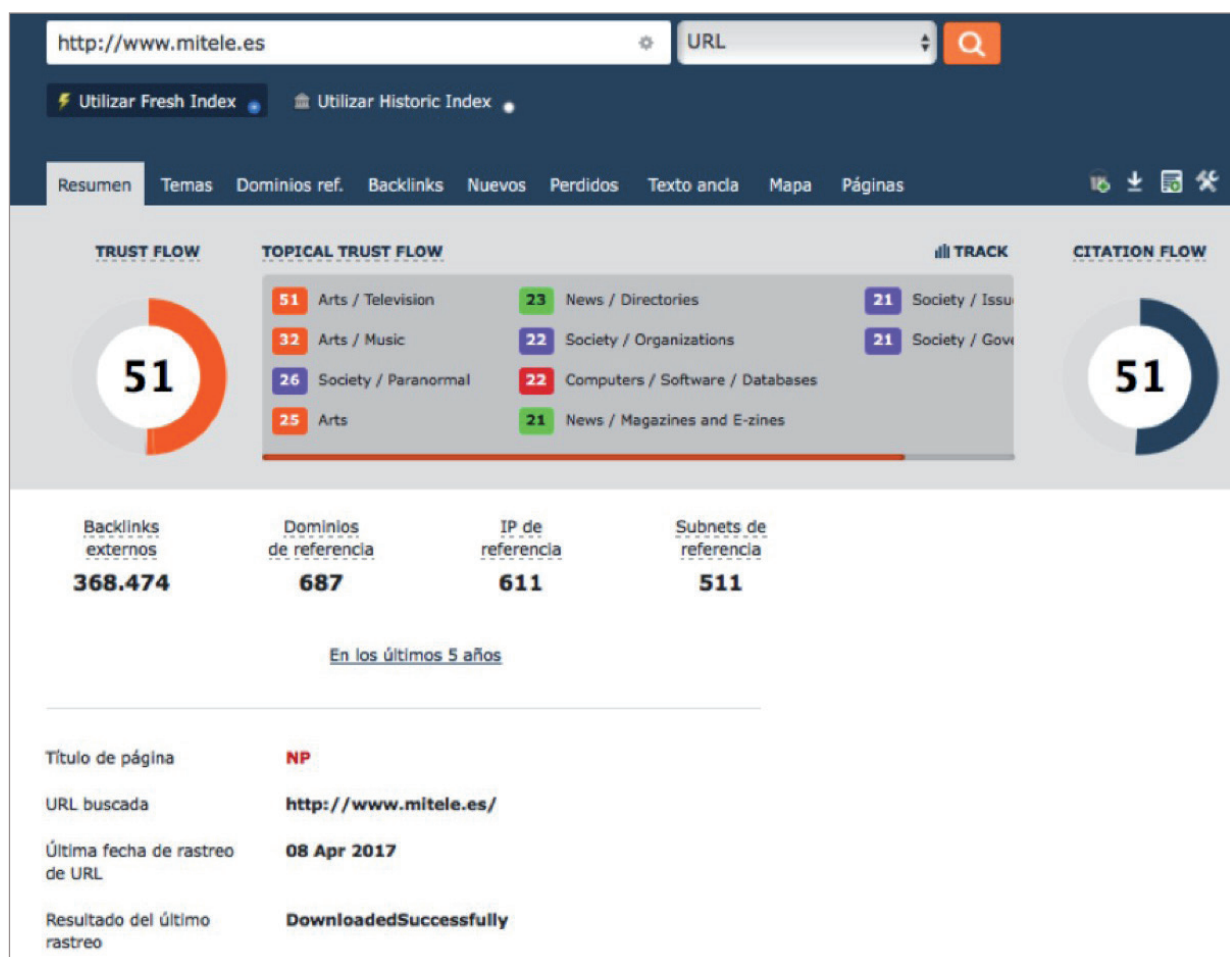 http://www.mitele.es URL
Utilizar Fresh Index Utilizar Historic Index
Resumen Temas Dominios ref. Backlinks Nuevos Perdidos Texto ancla Mapa Páginas
TRUST FLOW TOPICAL TRUST FLOW TRACK CITATION FLOW
51 Arts / Television 23 News / Directories 21 Society / Issu
32 Arts / Music 22 Society / Organizations 21 Society / Gove
26 Society / Paranormal 22 Computers / Software / Databases
25 Arts 21 News / Magazines and E-zines
51 51
Backlinks externos
368.474
Dominios de referencia
687
IP de referencia
611
Subnets de referencia
511
En los últimos 5 años
Título de página NP
URL buscada http://www.mitele.es/
Última fecha de rastreo 08 Apr 2017
de URL
Resultado del último DownloadedSuccessfully
rastreo